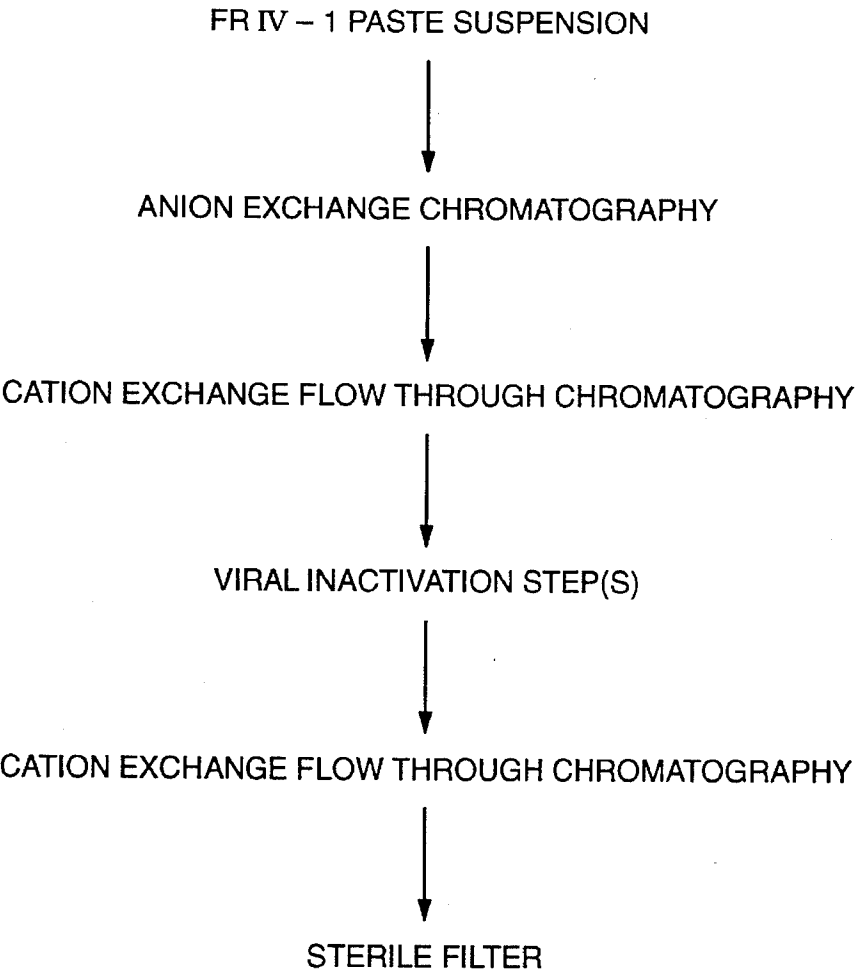 FR IV – 1 PASTE SUSPENSION
ANION EXCHANGE CHROMATOGRAPHY
CATION EXCHANGE FLOW THROUGH CHROMATOGRAPHY
VIRAL INACTIVATION STEP(S)
CATION EXCHANGE FLOW THROUGH CHROMATOGRAPHY
STERILE FILTER